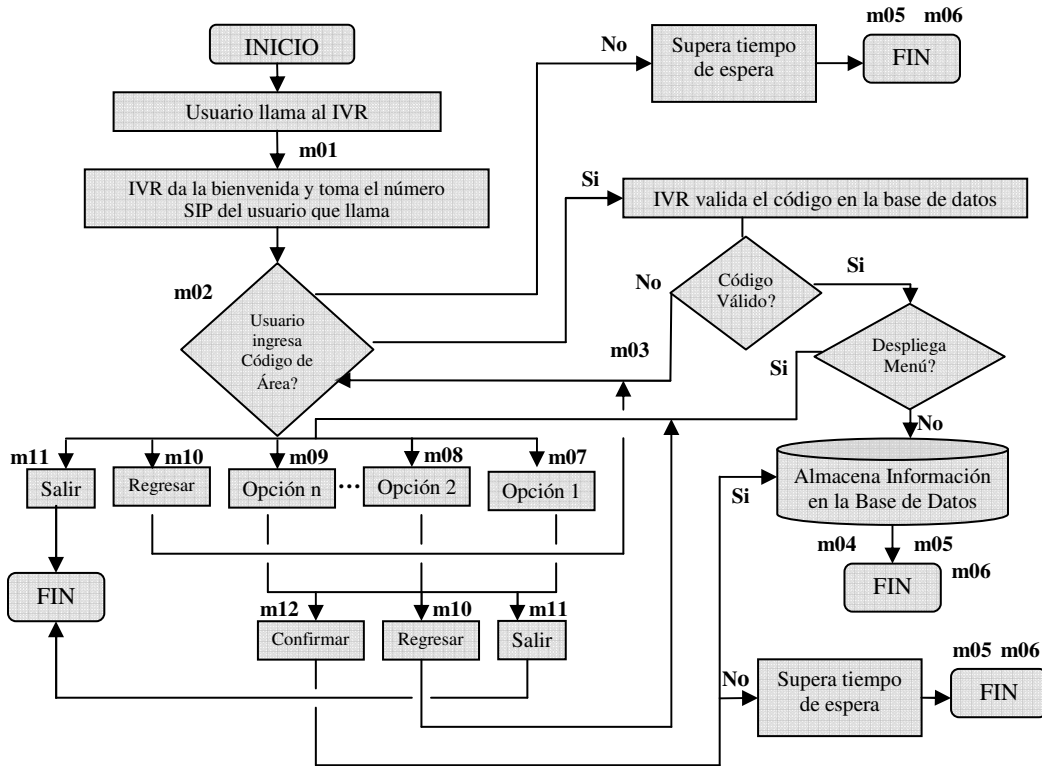 INICIO
Usuario llama al IVR
m01
IVR da la bienvenida y toma el número
SIP del usuario que llama
m02
Usuario
ingresa
Código de
Área?
No
Supera tiempo
de espera
m05 m06
FIN
Si
IVR valida el código en la base de datos
Código
Válido?
No
m03
Si
Despliega
Menú?
Si
No
Almacena Información
en la Base de Datos
m04
m05
m06
FIN
m11
Salir
m10
Regresar
m09
Opción n
...
m08
Opción 2
m07
Opción 1
FIN
m12
Confirmar
m10
Regresar
m11
Salir
Si
No
Supera tiempo
de espera
m05 m06
FIN